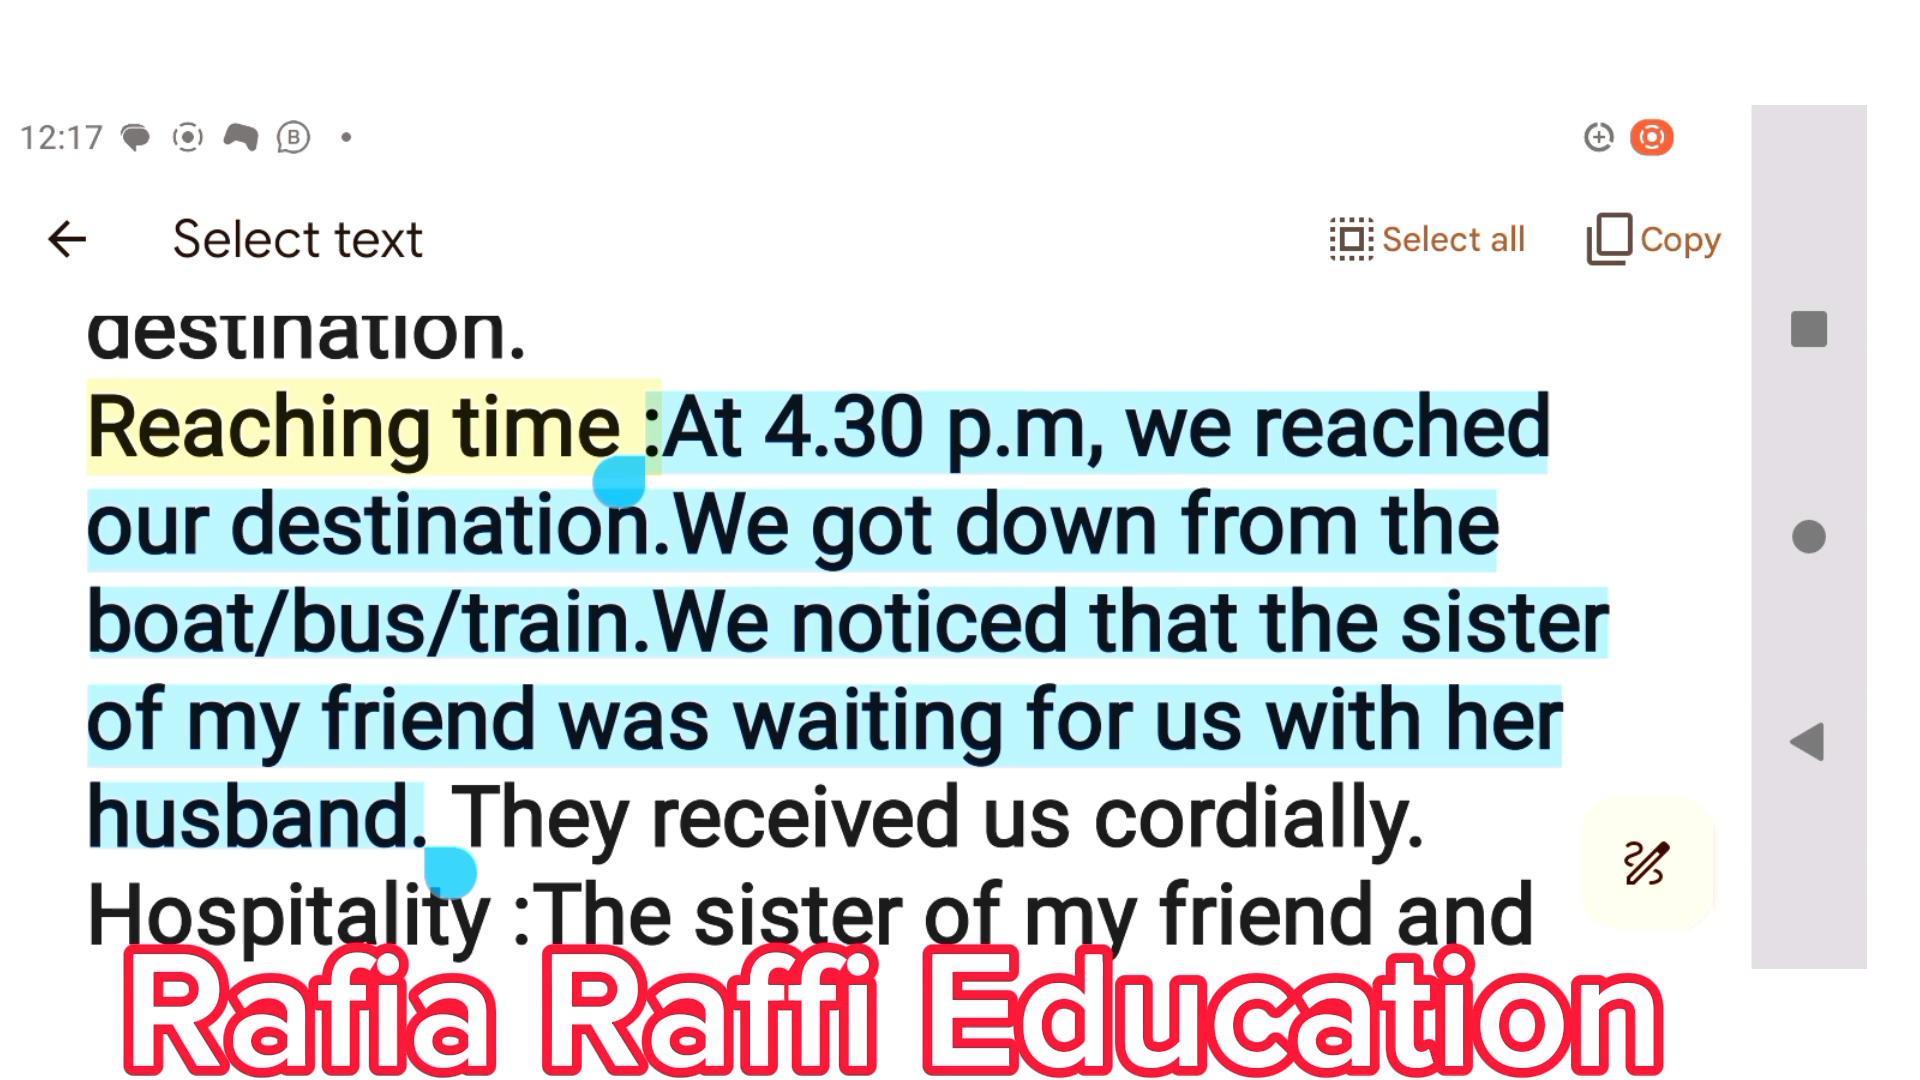 12:17
Select text
Select all
Copy
destination.
Reaching time :At 4.30 p.m, we reached
our destination.We got down from the
boat/bus/train.We noticed that the sister
of my friend was waiting for us with her
husband. They received us cordially.
Hospitality :The sister of my friend and
Rafia Raffi Education